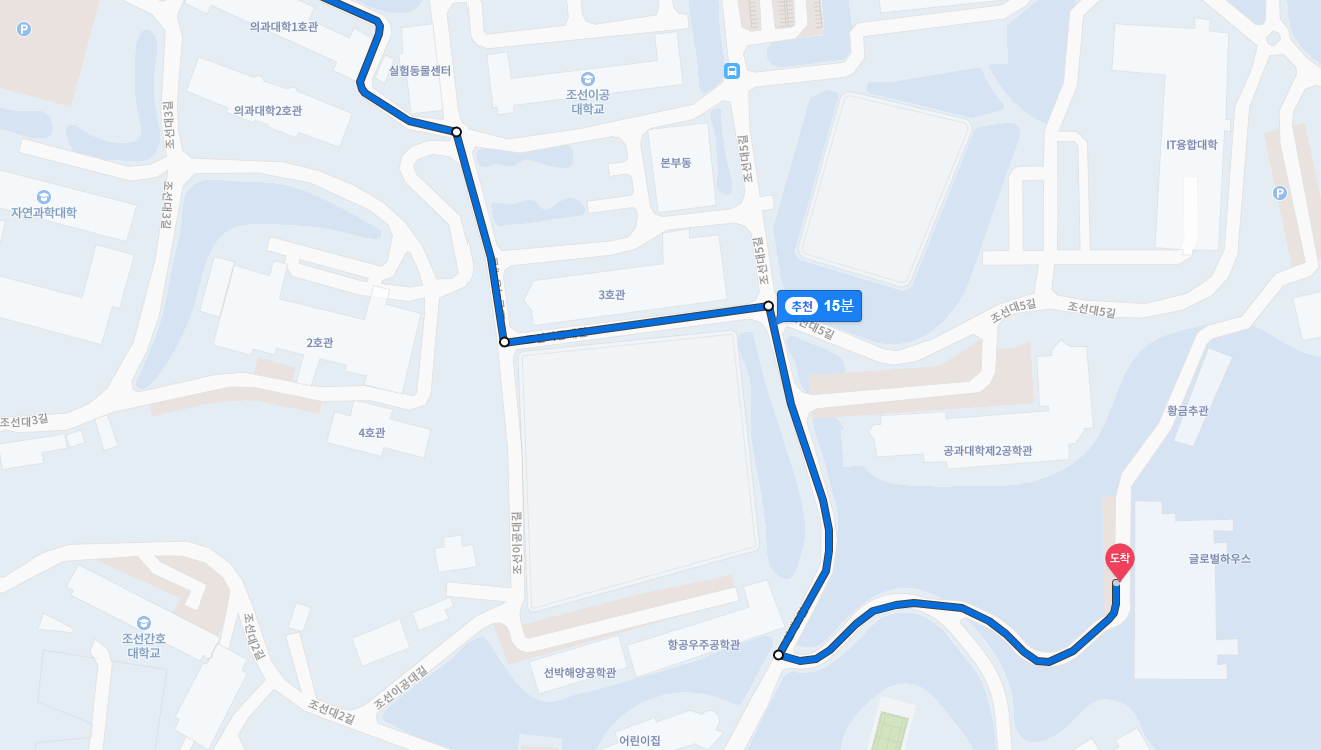 의과대학1호관
P
실험동물센터
조선이공
대학교
의과대학2호관
조선대3길
조선대5길
본부동
IT융합대학
P
조선대3길
자연과학대학
조선대5길
3호관
추천 15분
조선대5길
조선대5길
2호관
황금추관
조선대3길
4호관
공과대학제2공학관
조선이공대길
도착
글로벌하우스
조선간호
대학교
조선대2길
항공우주공학관
선박해양공학관
조선이공대길
조선대2길
어린이집